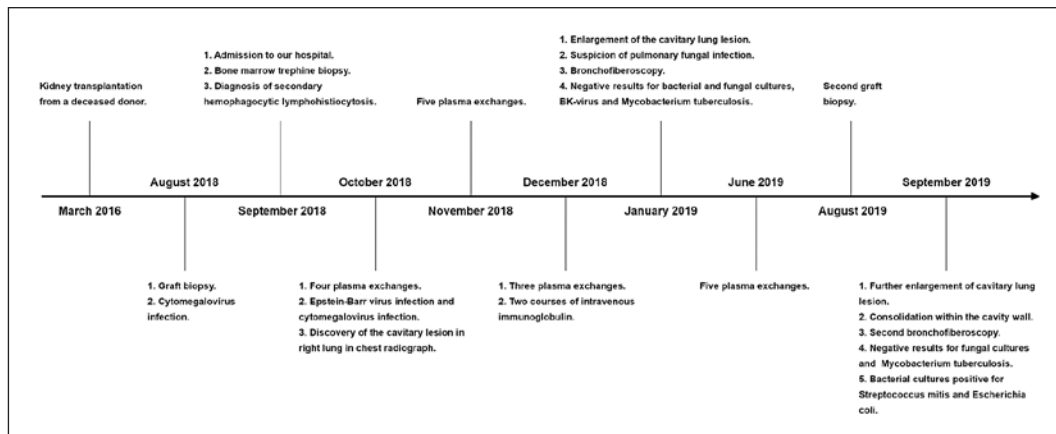 Kidney transplantation
from a deceased donor.
1. Admission to our hospital.
2. Bone marrow trephine biopsy.
3. Diagnosis of secondary
hemophagocytic lymphohistiocytosis.
Five plasma exchanges.
1. Enlargement of the cavitary lung lesion.
2. Suspicion of pulmonary fungal infection.
3. Bronchofiberoscopy.
4. Negative results for bacterial and fungal cultures,
BK-virus and Mycobacterium tuberculosis.
Second graft
biopsy.
August 2018
October 2018
December 2018
June 2019
September 2019
March 2016
September 2018
November 2018
January 2019
August 2019
1. Graft biopsy.
2. Cytomegalovirus
infection.
1. Four plasma exchanges.
2. Epstein-Barr virus infection and
cytomegalovirus infection.
3. Discovery of the cavitary lesion in
right lung in chest radiograph.
1. Three plasma exchanges.
2. Two courses of intravenous
immunoglobulin.
Five plasma exchanges.
1. Further enlargement of cavitary lung
lesion.
2. Consolidation within the cavity wall.
3. Second bronchofiberoscopy.
4. Negative results for fungal cultures
and Mycobacterium tuberculosis.
5. Bacterial cultures positive for
Streptococcus mitis and Escherichia
coli.